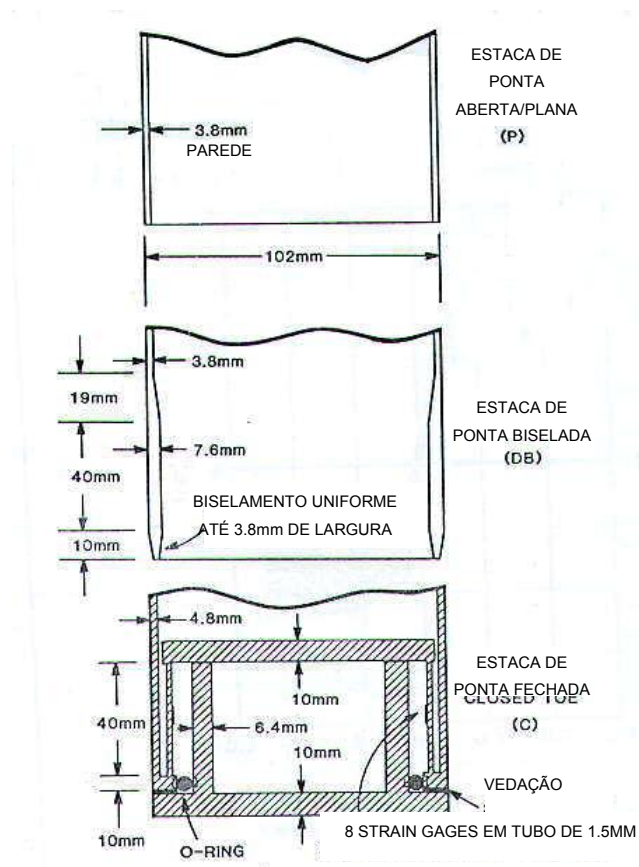 ESTACA DE
PONTA
ABERTA/PLANA
(P)
3.8mm
PAREDE
102mm
3.8mm
19mm
ESTACA DE
PONTA BISELADA
(DB)
7.6mm
40mm
BISELAMENTO UNIFORME
ATÉ 3.8mm DE LARGURA
10mm
4.8mm
ESTACA DE
PONTA FECHADA
CLOSED TOE
(C)
10mm
40mm
6.4mm
10mm
VEDAÇÃO
10mm
O-RING
8 STRAIN GAGES EM TUBO DE 1.5MM